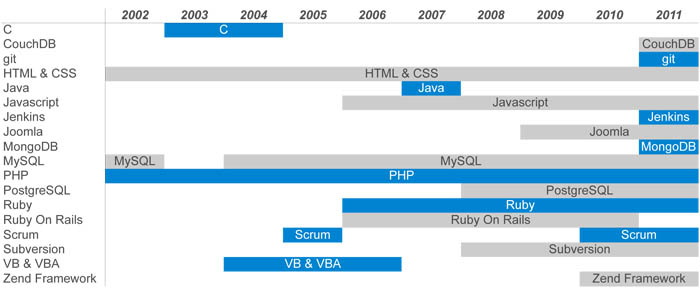 2002 2003 2004 2005 2006 2007 2008 2009 2010 2011
C C
CouchDB CouchDB
git git
HTML & CSS HTML & CSS
Java Java
Javascript Javascript
Jenkins Jenkins
Joomla Joomla
MongoDB MongoDB
MySQL MySQL MySQL
PHP PHP
PostgreSQL PostgreSQL
Ruby Ruby
Ruby On Rails Ruby On Rails
Scrum Scrum Scrum
Subversion Subversion
VB & VBA VB & VBA
Zend Framework Zend Framework